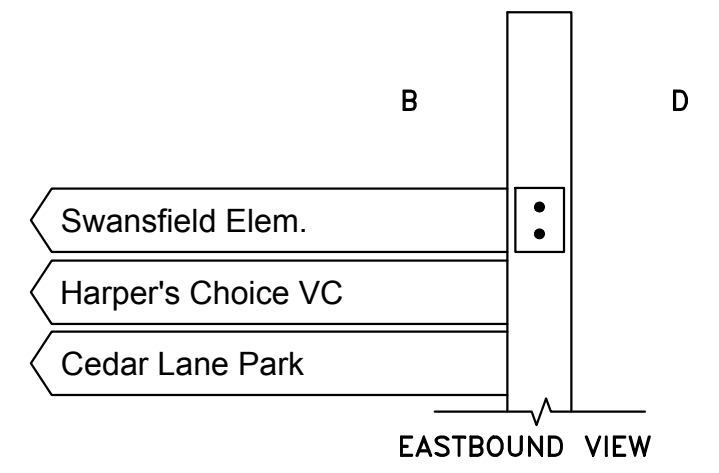 B D
Swansfield Elem.
Harper's Choice VC
Cedar Lane Park
EASTBOUND VIEW